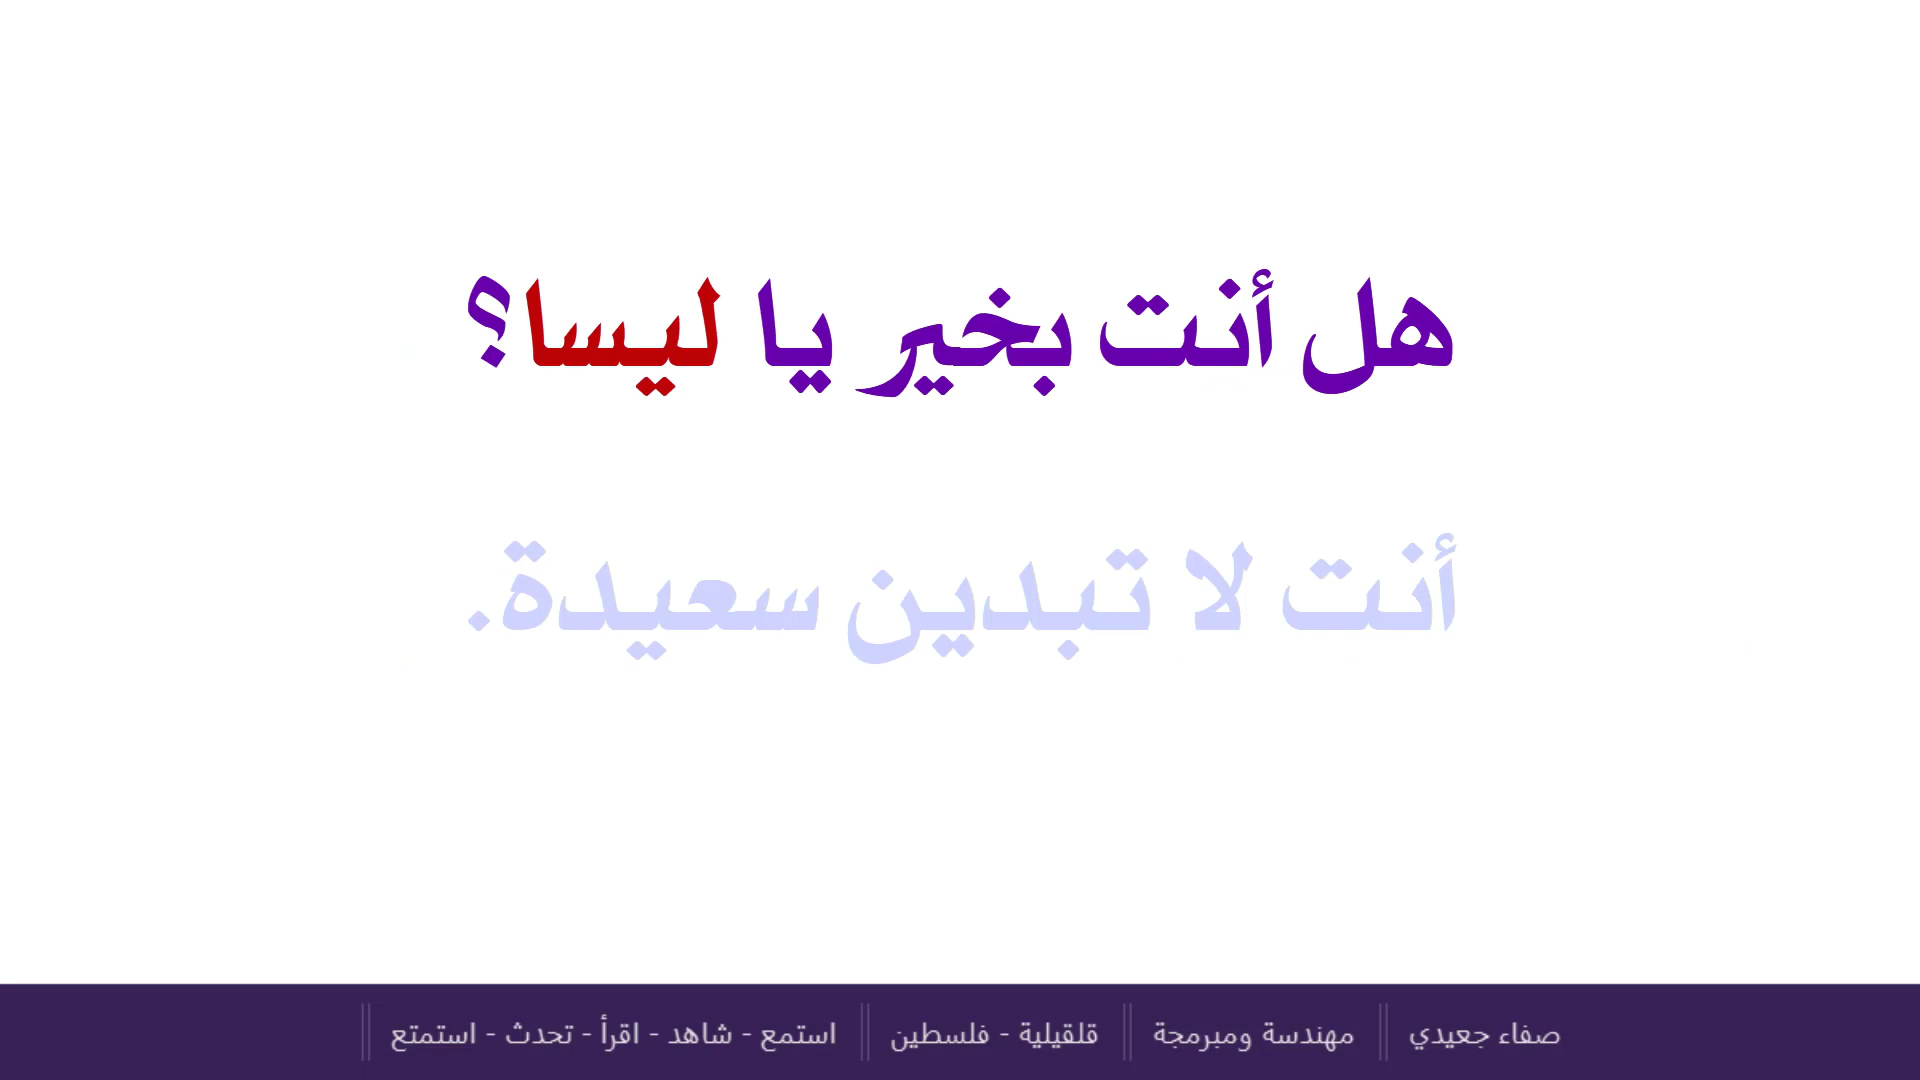 هل أنت بخير يا ليسا؟
أنت لا تبدين سعيدة.
صفاء جعيدي || مهندسة ومبرمجة || قلقيلية - فلسطين || استمع - شاهد - اقرأ - تحدث - استمتع ||